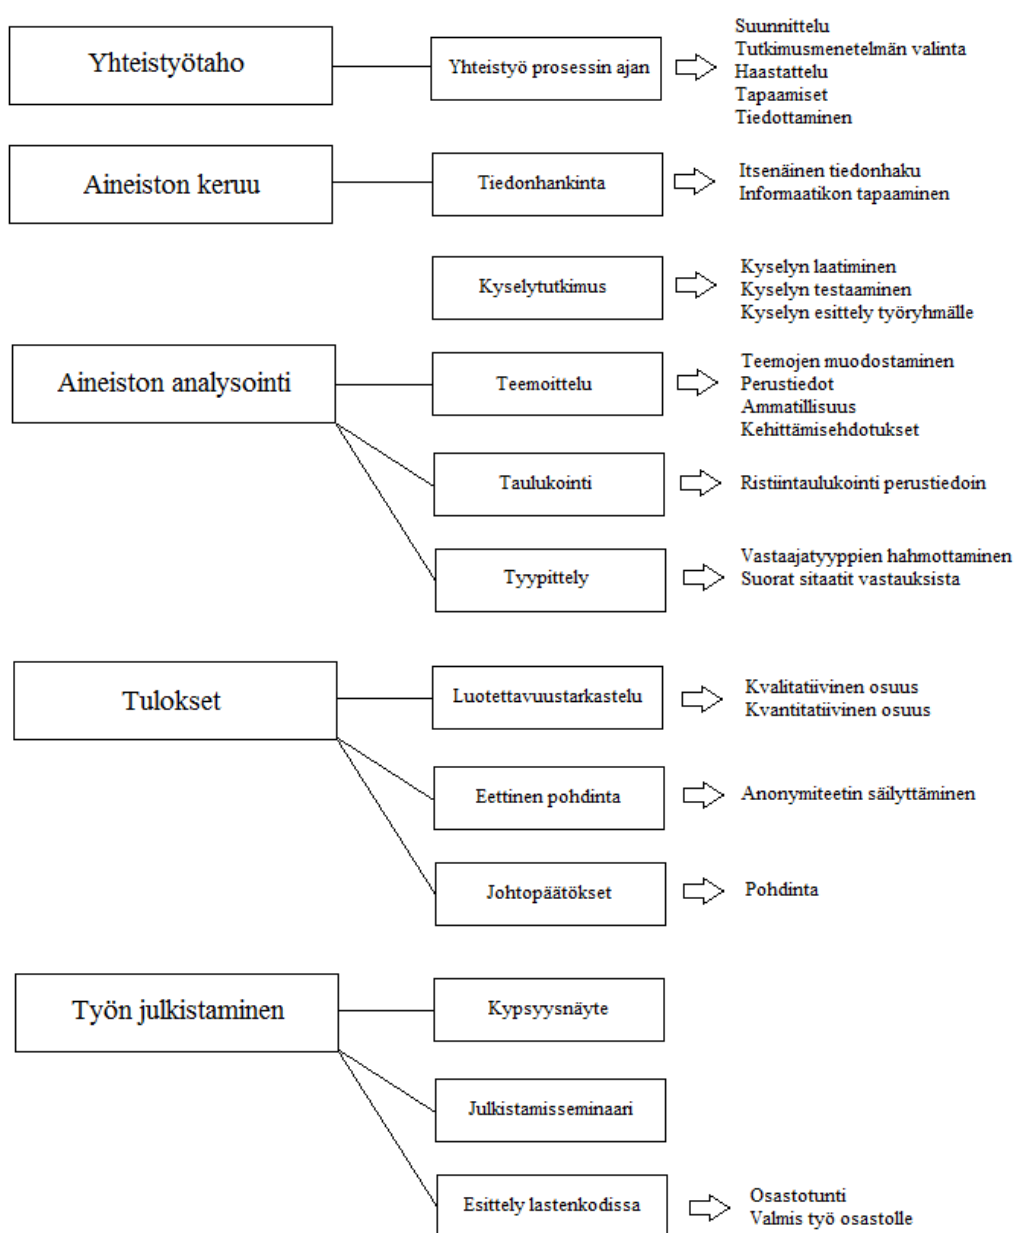 Yhteistyötaho
Yhteistyö prosessin ajan
Suunnittelu
Tutkimusmenetelmän valinta
Haastattelu
Tapaamiset
Tiedottaminen
Aineiston keruu
Tiedonhankinta
Itsenäinen tiedonhaku
Informaatikon tapaaminen
Kyselytutkimus
Kyselyn laatiminen
Kyselyn testaaminen
Kyselyn esittely työryhmälle
Aineiston analysointi
Teemoittelu
Teemojen muodostaminen
Perustiedot
Ammatillisuus
Kehittämisehdotukset
Taulukointi
Ristiintaulukointi perustiedoin
Tyypittely
Vastaajatyyppien hahmottaminen
Suorat sitaatit vastauksista
Tulokset
Luotettavuustarkastelu
Kvalitatiivinen osuus
Kvantitatiivinen osuus
Eettinen pohdinta
Anonymiteetin säilyttäminen
Johtopäätökset
Pohdinta
Työn julkistaminen
Kypsyysnäyte
Julkistamisseminaari
Esittely lastenkodissa
Osastotunti
Valmis työ osastolle